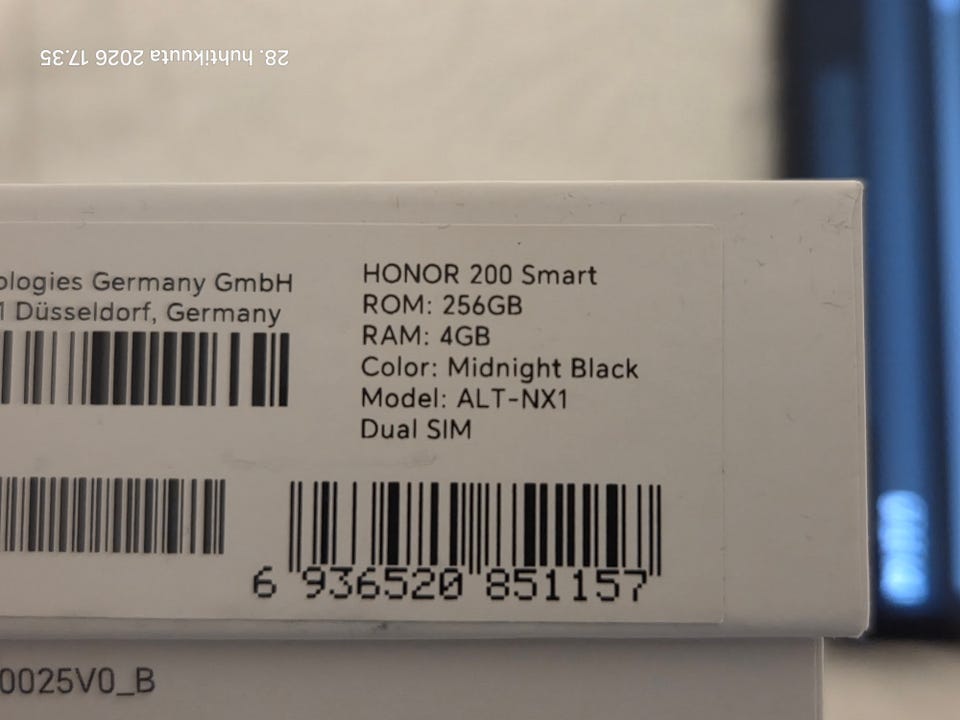 28. huhtikuuta 2026 17.35
ologies Germany GmbH
1 Düsseldorf, Germany
HONOR 200 Smart
ROM: 256GB
RAM: 4GB
Color: Midnight Black
Model: ALT-NX1
Dual SIM
6 936520 851157
0025V0_B